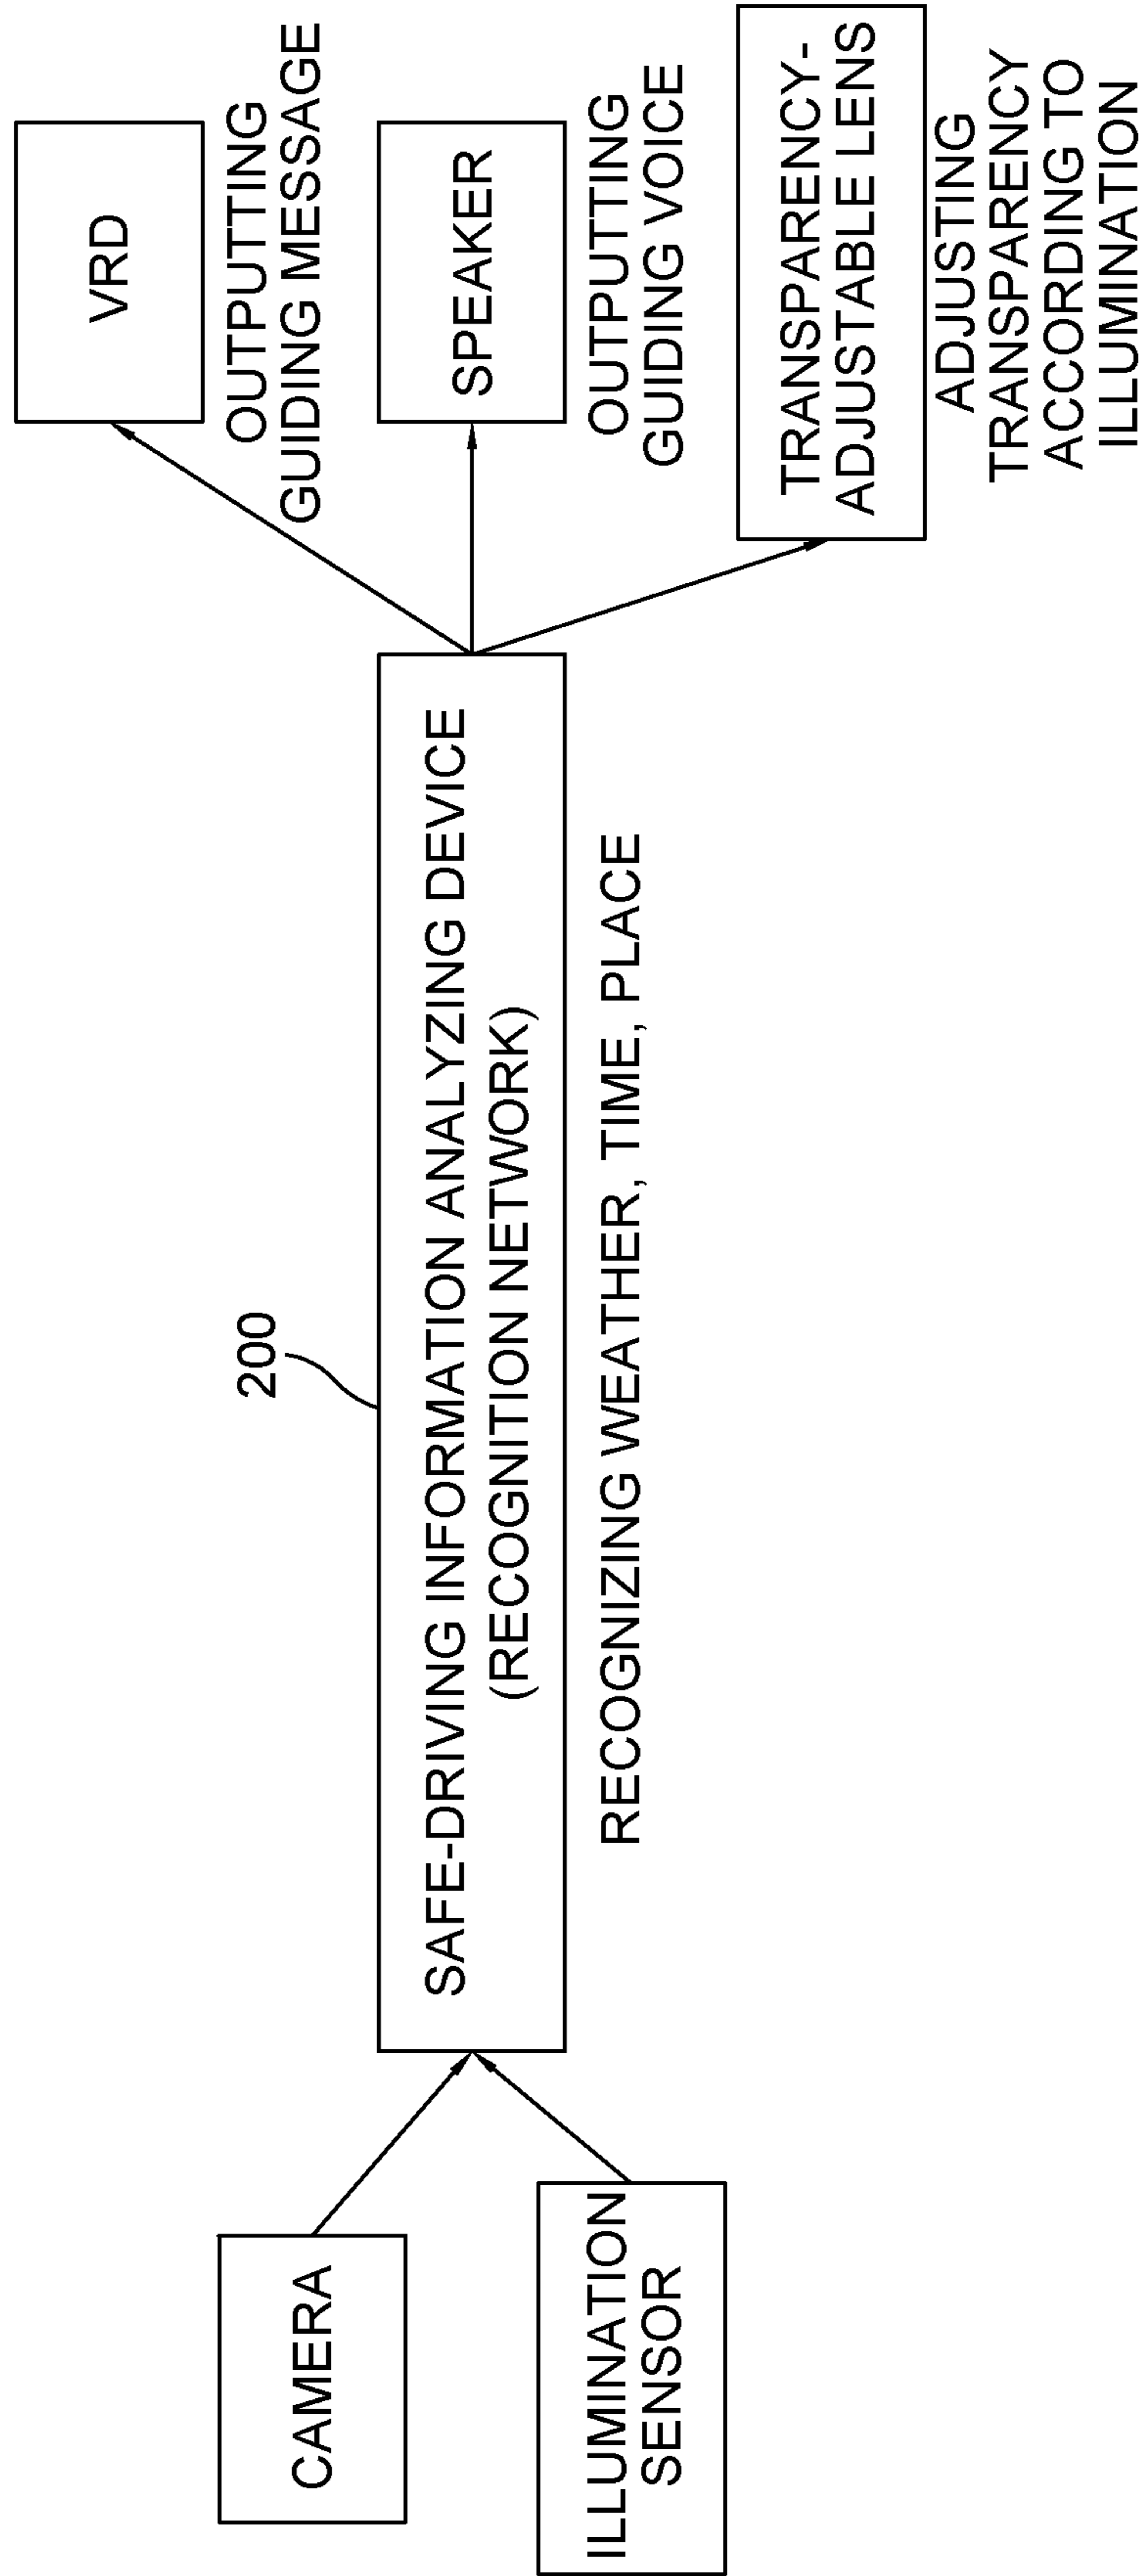 CAMERA
ILLUMINATION
SENSOR
200
SAFE-DRIVING INFORMATION ANALYZING DEVICE
(RECOGNITION NETWORK)
RECOGNIZING WEATHER, TIME, PLACE
VRD
OUTPUTTING
GUIDING MESSAGE
SPEAKER
OUTPUTTING
GUIDING VOICE
TRANSPARENCY-
ADJUSTABLE LENS
ADJUSTING
TRANSPARENCY
ACCORDING TO
ILLUMINATION